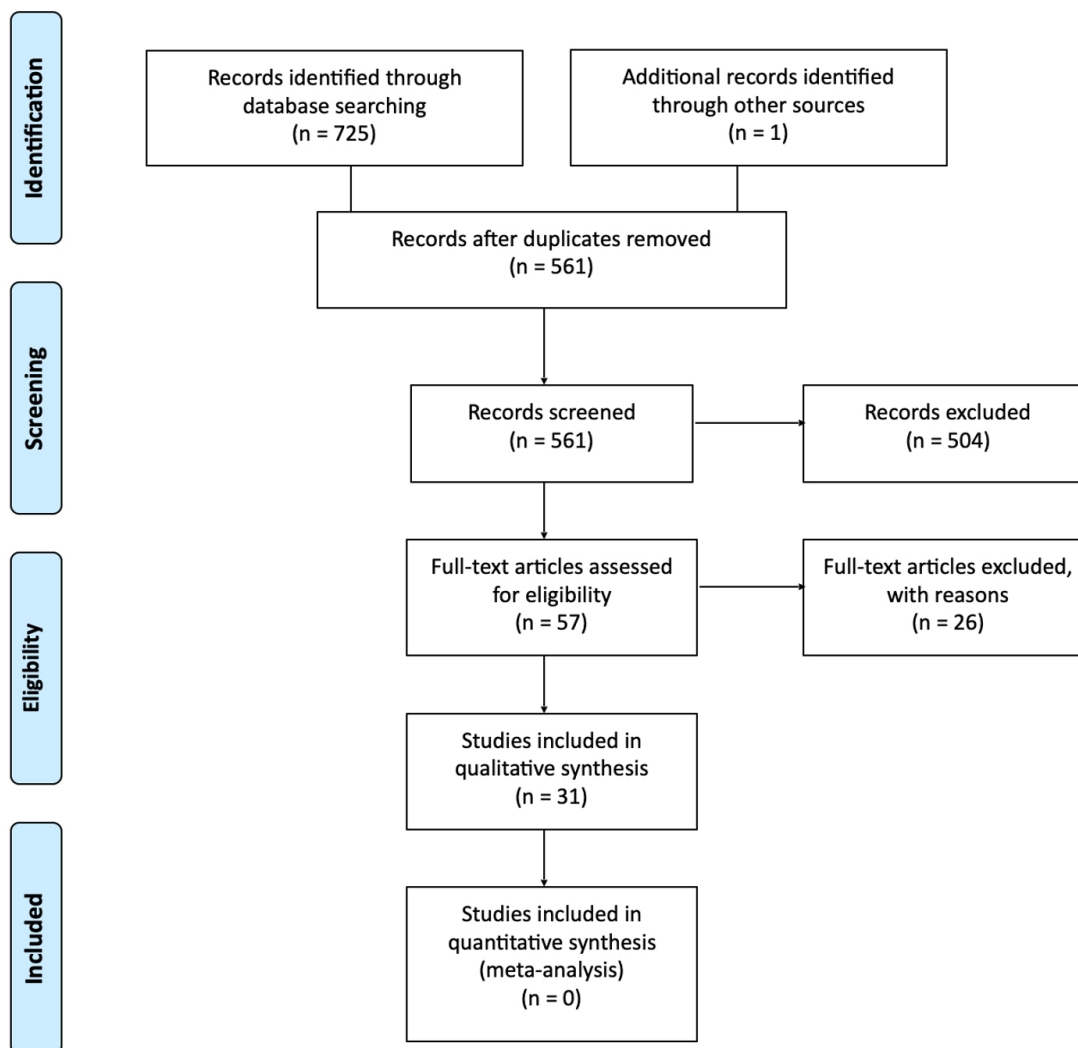 Identification
Records identified through
database searching
(n = 725)
Additional records identified
through other sources
(n = 1)
Records after duplicates removed
(n = 561)
Screening
Records screened
(n = 561)
Records excluded
(n = 504)
Eligibility
Full-text articles assessed
for eligibility
(n = 57)
Full-text articles excluded,
with reasons
(n = 26)
Studies included in
qualitative synthesis
(n = 31)
Included
Studies included in
quantitative synthesis
(meta-analysis)
(n = 0)